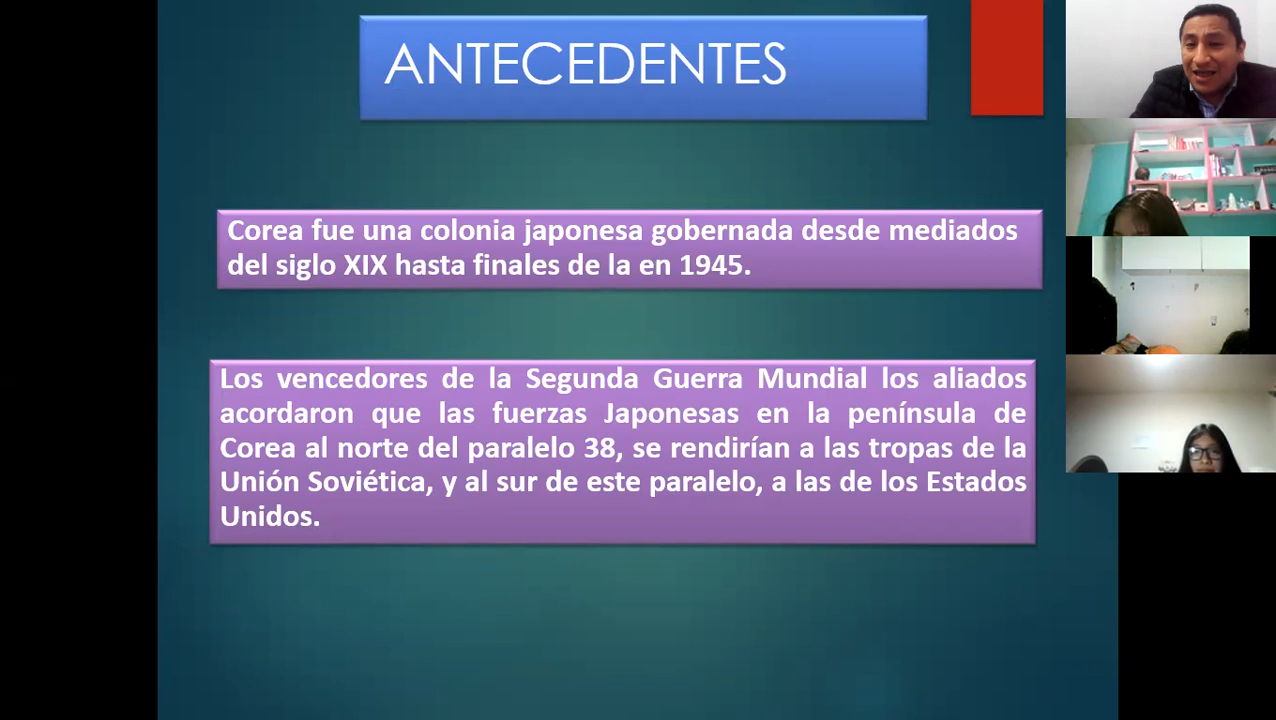 ANTECEDENTES
Corea fue una colonia japonesa gobernada desde mediados
del siglo XIX hasta finales de la en 1945.
Los vencedores de la Segunda Guerra Mundial los aliados
acordaron que las fuerzas Japonesas en la península de
Corea al norte del paralelo 38, se rendirían a las tropas de la
Unión Soviética, y al sur de este paralelo, a las de los Estados
Unidos.